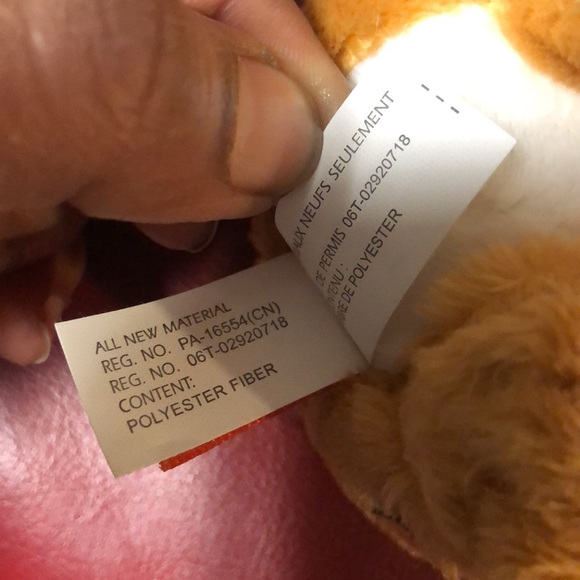 ALL NEW MATERIAL
REG. NO. PA-16554(CN)
REG. NO. 06T-02920718
CONTENT:
POLYESTER FIBER
NEUFS SEULEMENT
DE PERMIS 06T-02920718
DE POLYESTER